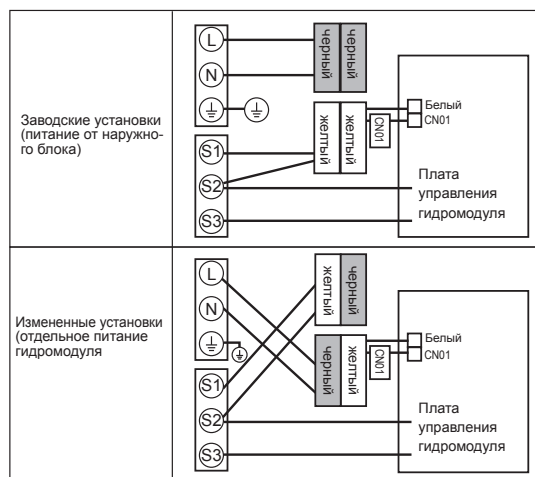 Заводские установки
(питание от наружно-
го блока)
L
N
S1
S2
S3
черный
черный
желтый
желтый
CN01
Белый
CN01
Плата
управления
гидромодуля
Измененные установки
(отдельное питание
гидромодуля
L
N
S1
S2
S3
желтый
черный
черный
желтый
CN01
Белый
CN01
Плата
управления
гидромодуля